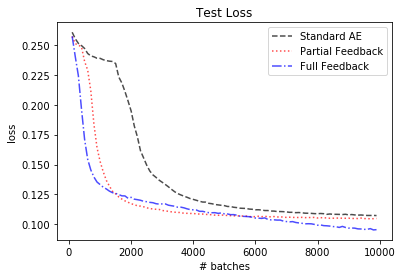 Test Loss
Standard AE
Partial Feedback
Full Feedback
loss
0.250
0.225
0.200
0.175
0.150
0.125
0.100
0 2000 4000 6000 8000 10000
# batches